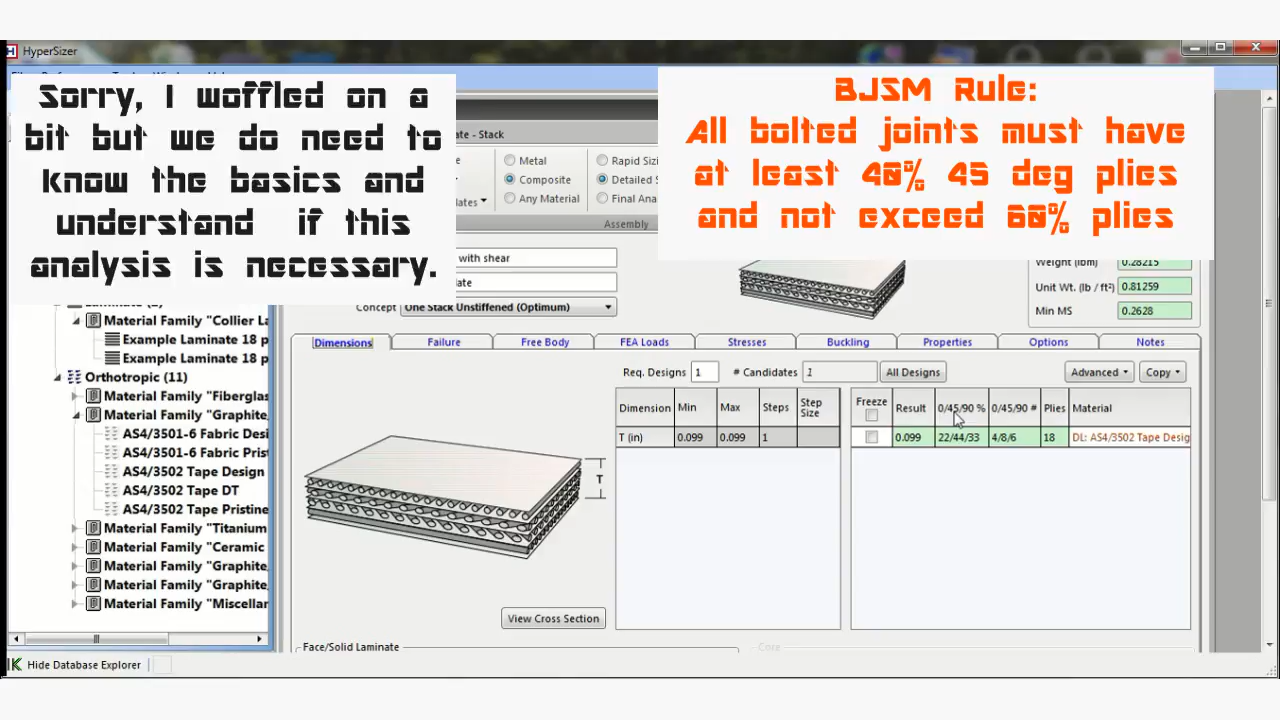 HyperSizer
Sorry, I woffled on a
bit but we do need to
know the basics and
understand if this
analysis is necessary.
BJSM Rule:
All bolted joints must have
at least 40% 45 deg plies
and not exceed 60% plies
ate - Stack
Metal
Composite
Any Material
Rapid Sizi
Detailed S
Final Ana
lates
Assembly
with shear
late
Concept One Stack Unstiffened (Optimum)
Weight (lbm) 0.28215
Unit Wt. (lb / ft²) 0.81259
Min MS 0.2628
Laminate (2)
Material Family "Collier La
Example Laminate 18 p
Example Laminate 18 p
Orthotropic (11)
Material Family "Fiberglas
Material Family "Graphite
AS4/3501-6 Fabric Desi
AS4/3501-6 Fabric Prist
AS4/3502 Tape Design
AS4/3502 Tape DT
AS4/3502 Tape Pristine
Material Family "Titanium
Material Family "Ceramic
Material Family "Graphite,
Material Family "Graphite,
Material Family "Miscellar
Hide Database Explorer
Dimensions Failure Free Body FEA Loads Stresses Buckling Properties Options Notes
Req. Designs 1 # Candidates 1 All Designs Advanced Copy
Dimension Min Max Steps Step Size
T (in) 0.099 0.099 1
Freeze Result 0/45/90 % 0/45/90 # Plies Material
0.099 22/44/33 4/8/6 18 DL: AS4/3502 Tape Desig
T
View Cross Section
Face/Solid Laminate
Core